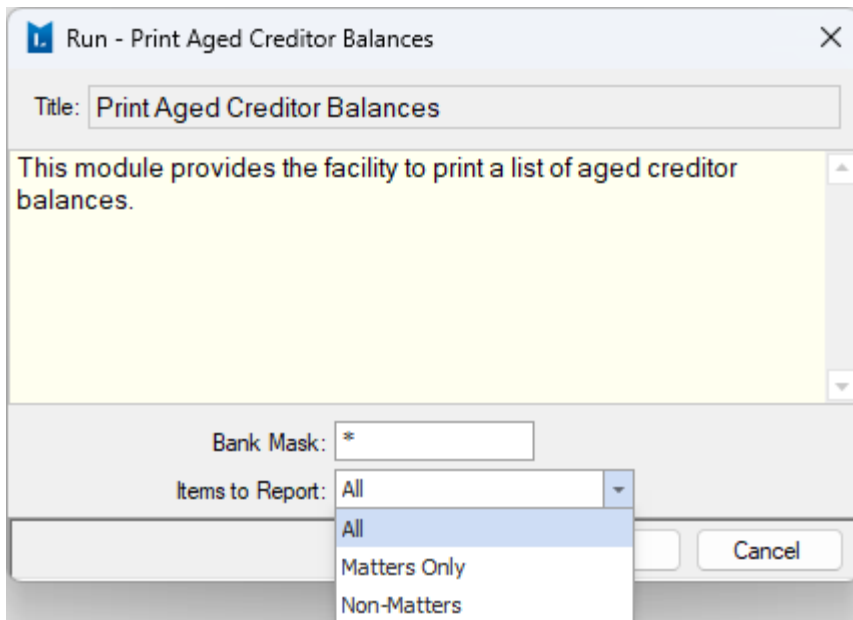 Run - Print Aged Creditor Balances
Title: Print Aged Creditor Balances
This module provides the facility to print a list of aged creditor
balances.
Bank Mask: *
Items to Report: All
All
Cancel
Matters Only
Non-Matters